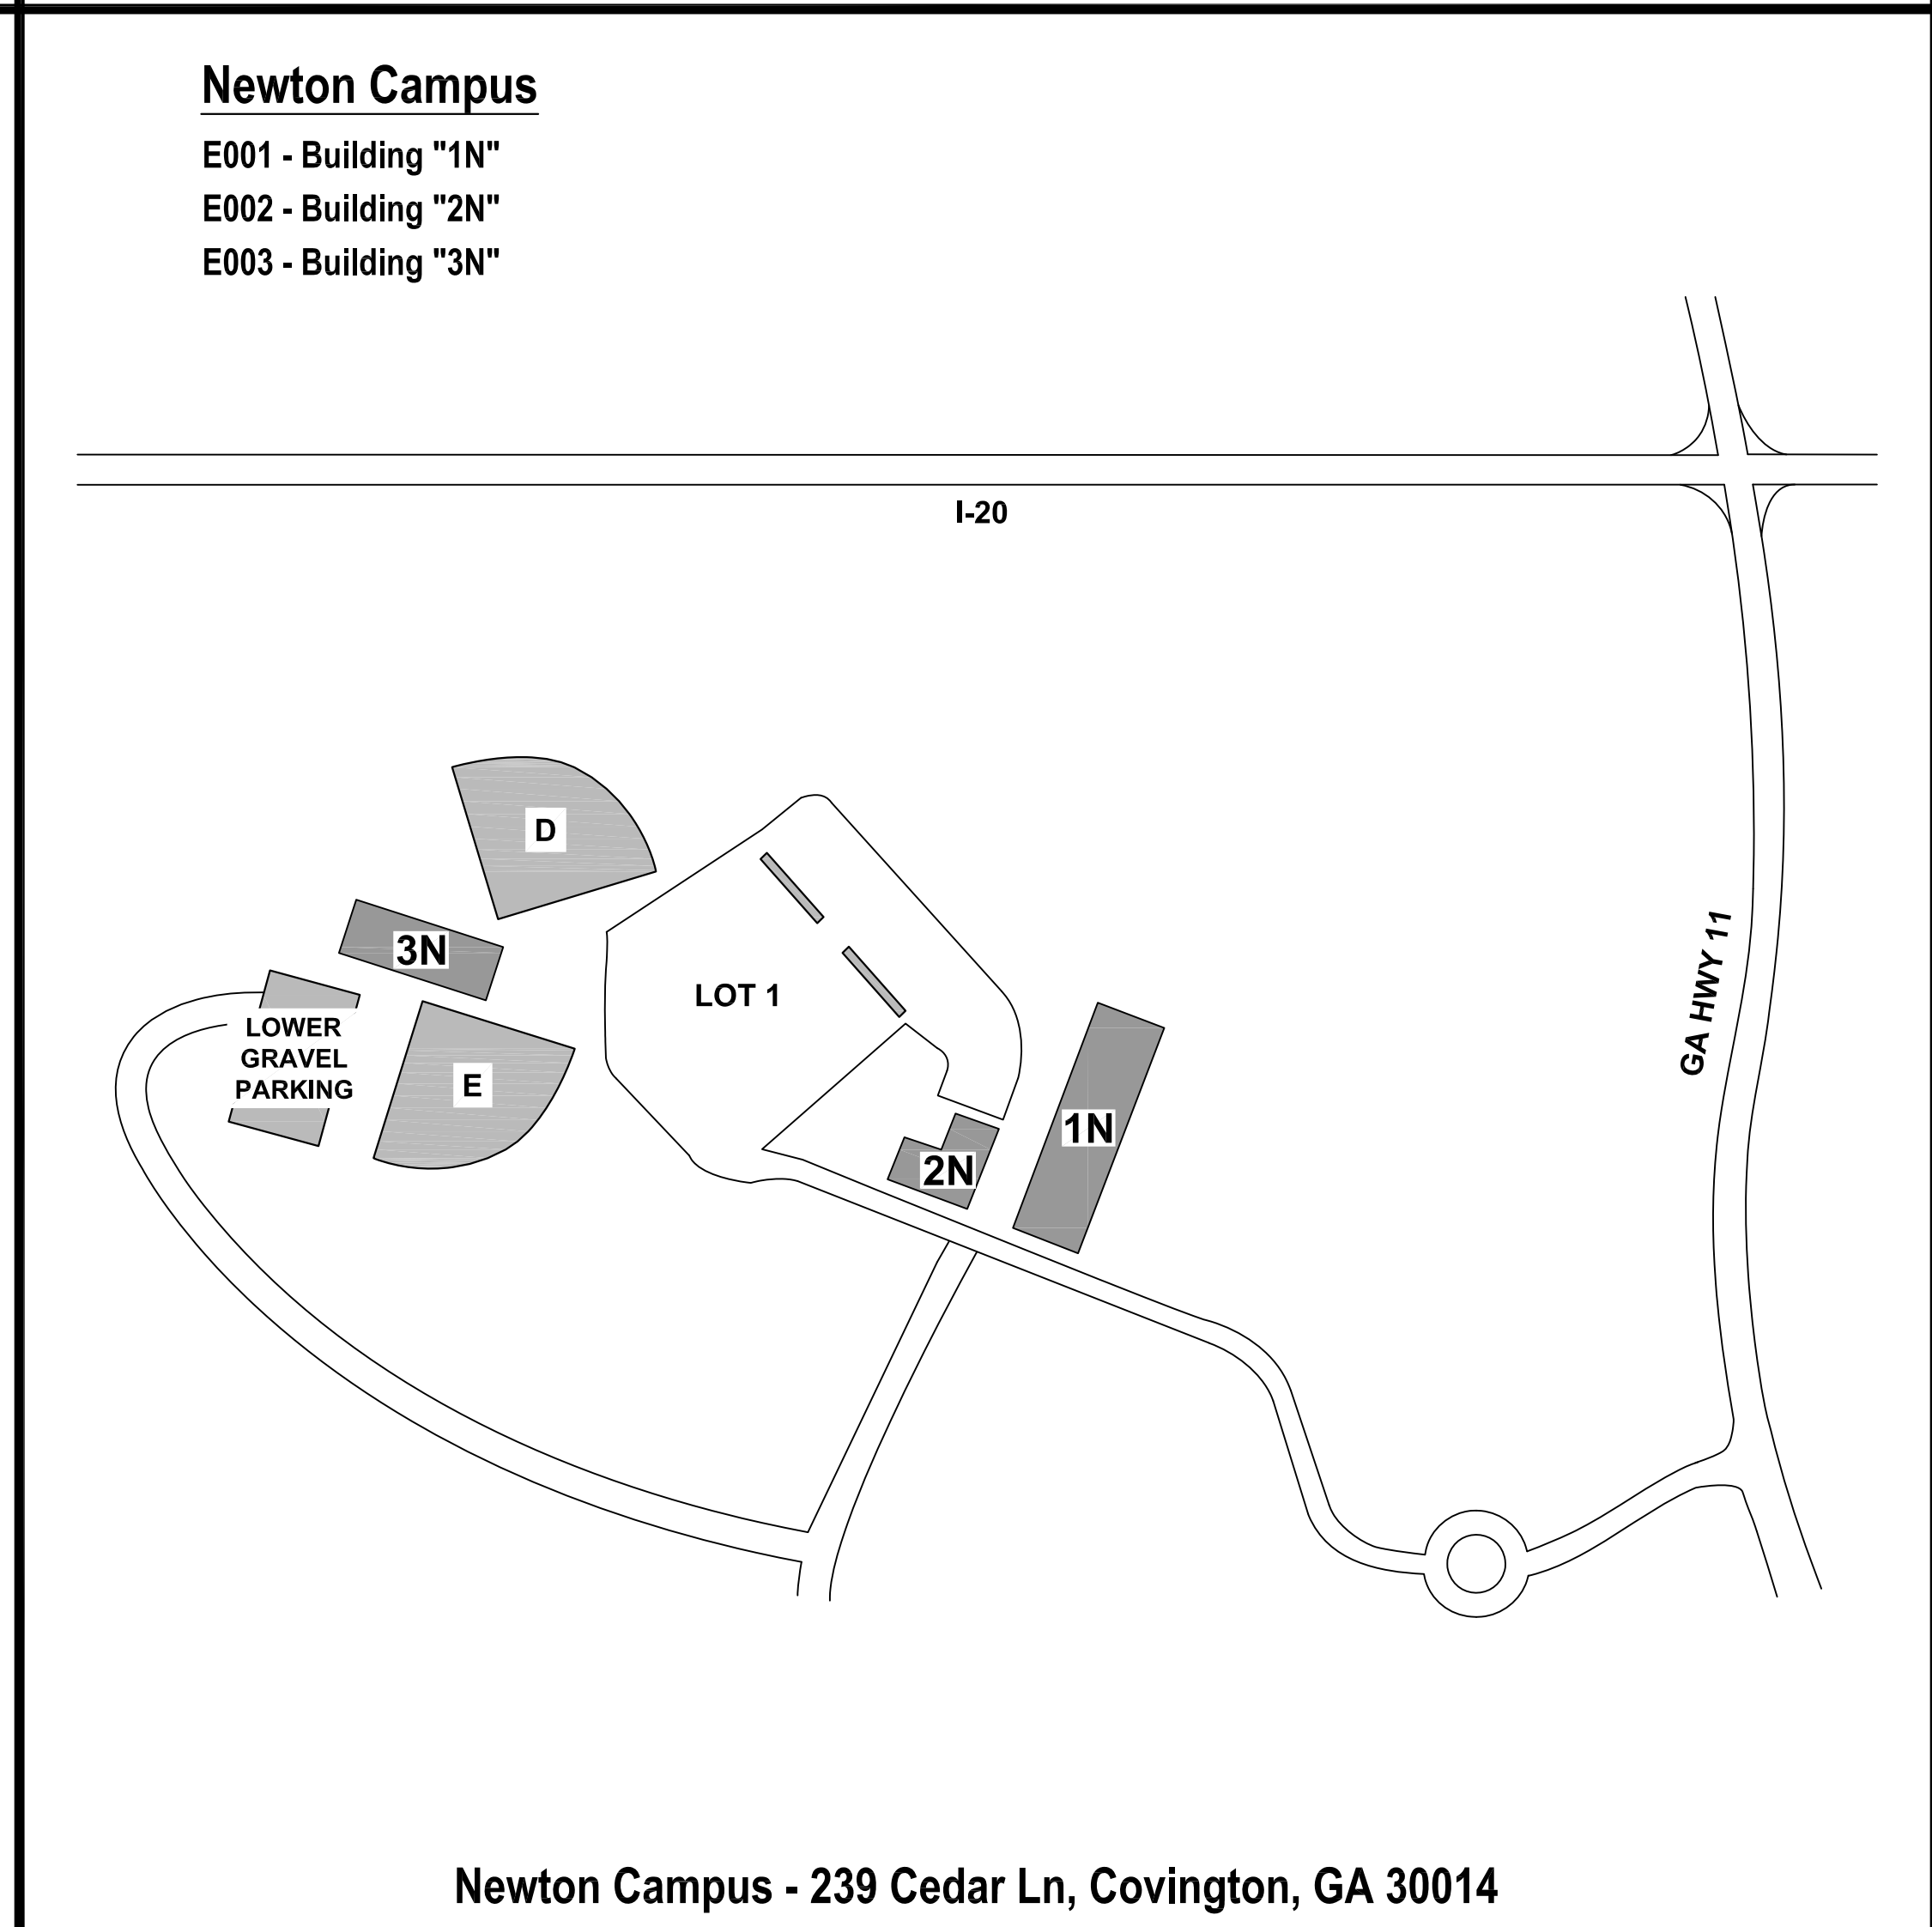 Newton Campus
E001 - Building "1N"
E002 - Building "2N"
E003 - Building "3N"
I-20
D
3N
LOT 1
GA HWY 11
LOWER
GRAVEL
PARKING
E
1N
2N
Newton Campus - 239 Cedar Ln, Covington, GA 30014